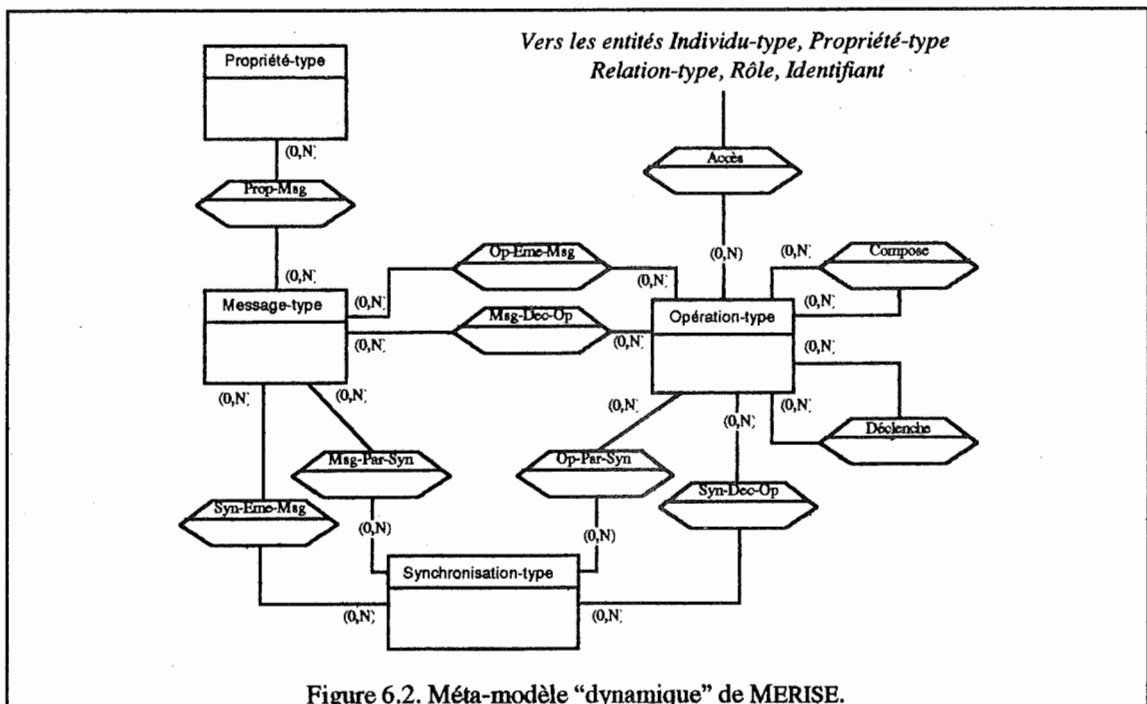 Vers les entités Individu-type, Propriété-type
Relation-type, Rôle, Identifiant
Propriété-type
(0,N)
Accès
Prop-Msg
(0,N)
Op-Eme-Msg
(0,N)
Compose
(0,N)
(0,N)
(0,N)
(0,N)
Message-type
Msg-Dec-Op
Opération-type
(0,N)
(0,N)
(0,N)
(0,N)
(0,N)
(0,N)
(0,N)
(0,N)
Déclenche
Msg-Par-Syn
Op-Par-Syn
Syn-Dec-Op
Syn-Eme-Msg
(0,N)
(0,N)
Synchronisation-type
(0,N)
(0,N)
Figure 6.2. Méta-modèle “dynamique” de MERISE.